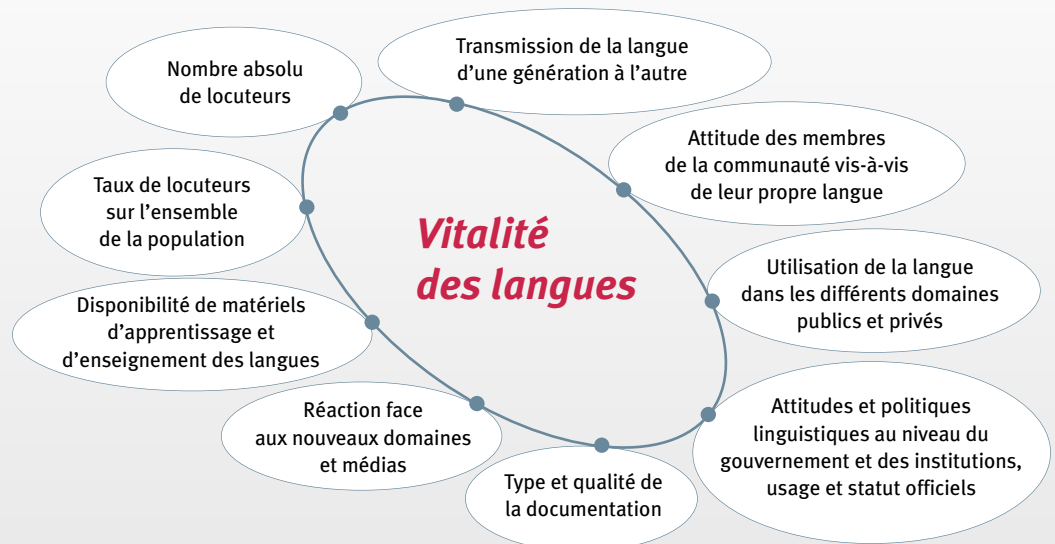 Transmission de la langue
d’une génération à l’autre
Nombre absolu
de locuteurs
Attitude des membres
de la communauté vis-à-vis
de leur propre langue
Taux de locuteurs
sur l’ensemble
de la population
Vitalité
des langues
Utilisation de la langue
dans les différents domaines
publics et privés
Disponibilité de matériels
d’apprentissage et
d’enseignement des langues
Attitudes et politiques
linguistiques au niveau du
gouvernement et des institutions,
usage et statut officiels
Réaction face
aux nouveaux domaines
et médias
Type et qualité de
la documentation